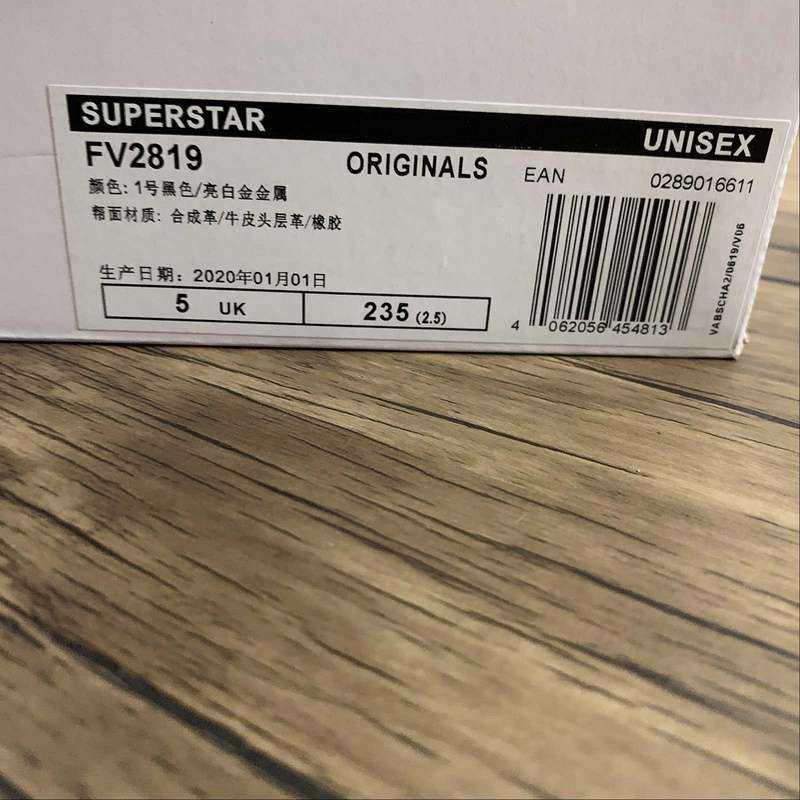 SUPERSTAR
UNISEX
FV2819
ORIGINALS
EAN
0289016611
颜色: 1号黑色/亮白金金属
帮面材质: 合成革/牛皮头层革/橡胶
生产日期: 2020年01月01日
5 UK
235 (2.5)
4 062056 454813
VABSCHA2/0619/V06